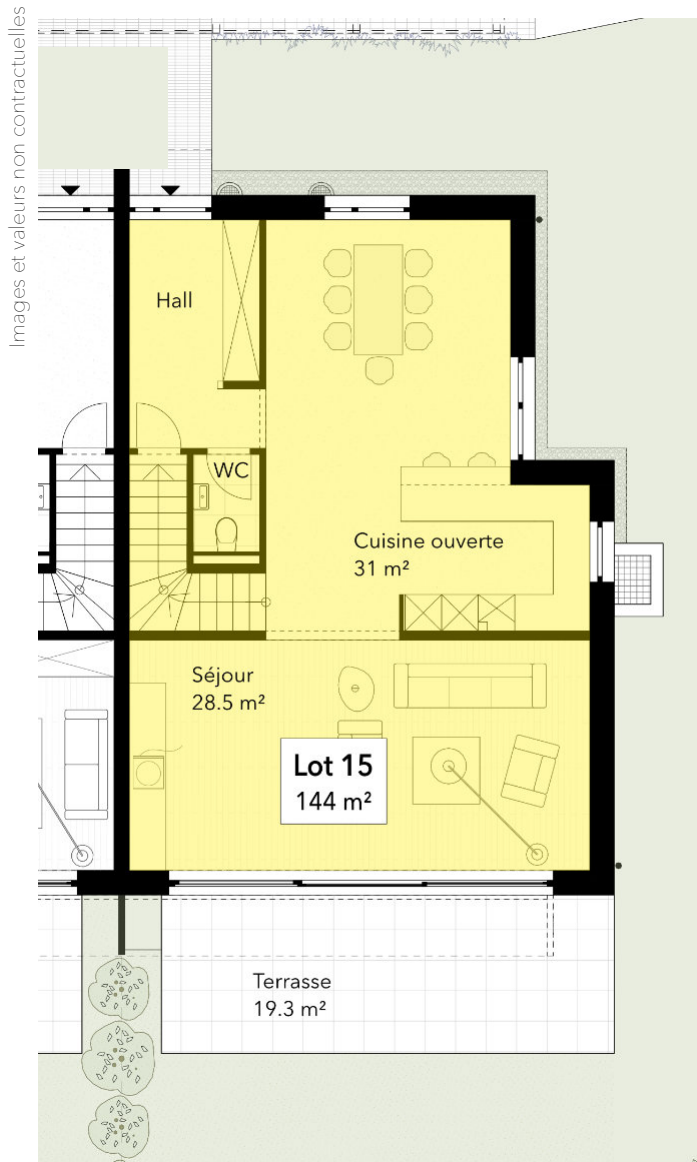 Images et valeurs non contractuelles
Hall
WC
Cuisine ouverte
31 m²
Séjour
28.5 m²
Lot 15
144 m²
Terrasse
19.3 m²